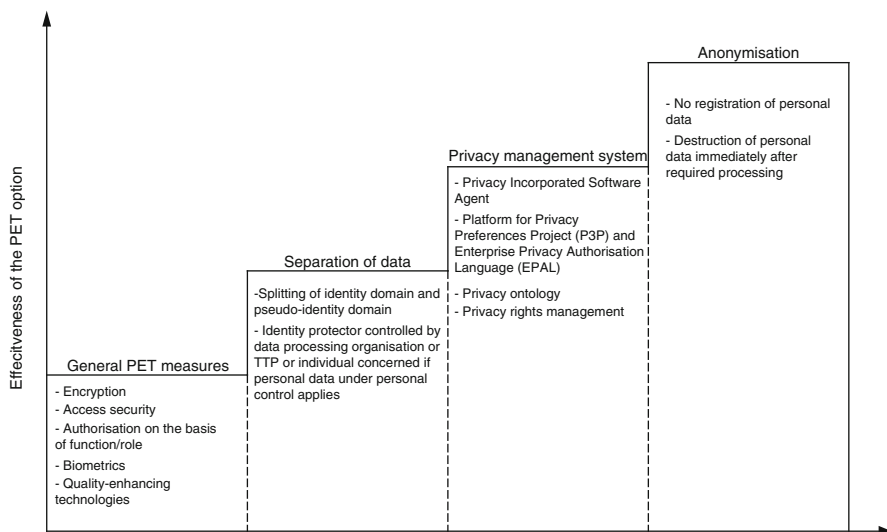 Effecitveness of the PET option
General PET measures
- Encryption
- Access security
- Authorisation on the basis
of function/role
- Biometrics
- Quality-enhancing
technologies
Separation of data
-Splitting of identity domain and
pseudo-identity domain
- Identity protector controlled by
data processing organisation or
TTP or individual concerned if
personal data under personal
control applies
Privacy management system
- Privacy Incorporated Software
Agent
- Platform for Privacy
Preferences Project (P3P) and
Enterprise Privacy Authorisation
Language (EPAL)
- Privacy ontology
- Privacy rights management
Anonymisation
- No registration of personal
data
- Destruction of personal
data immediately after
required processing